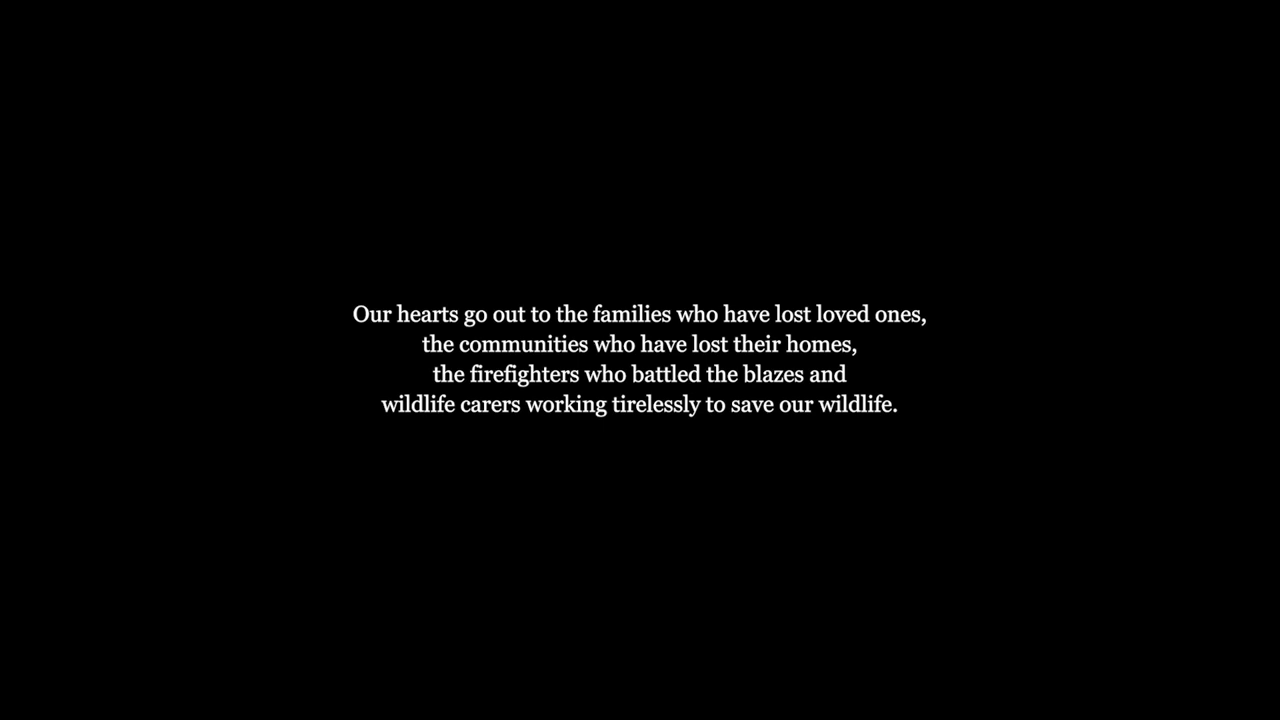 Our hearts go out to the families who have lost loved ones,
the communities who have lost their homes,
the firefighters who battled the blazes and
wildlife carers working tirelessly to save our wildlife.